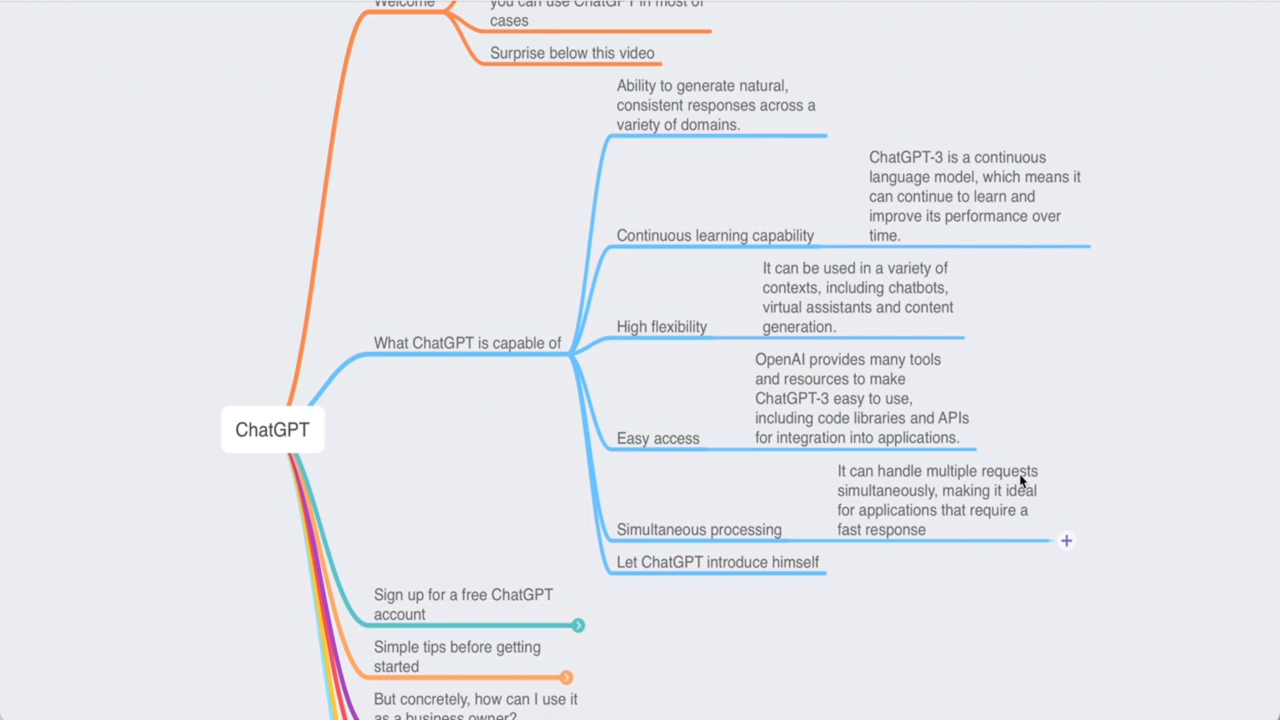 Welcome
you can use ChatGPT in most of
cases
Surprise below this video
Ability to generate natural,
consistent responses across a
variety of domains.
ChatGPT-3 is a continuous
language model, which means it
can continue to learn and
improve its performance over
time.
Continuous learning capability
It can be used in a variety of
contexts, including chatbots,
virtual assistants and content
generation.
High flexibility
What ChatGPT is capable of
OpenAI provides many tools
and resources to make
ChatGPT-3 easy to use,
including code libraries and APIs
for integration into applications.
Easy access
ChatGPT
It can handle multiple requests
simultaneously, making it ideal
for applications that require a
fast response
Simultaneous processing
Let ChatGPT introduce himself
Sign up for a free ChatGPT
account
Simple tips before getting
started
But concretely, how can I use it
as a business owner?